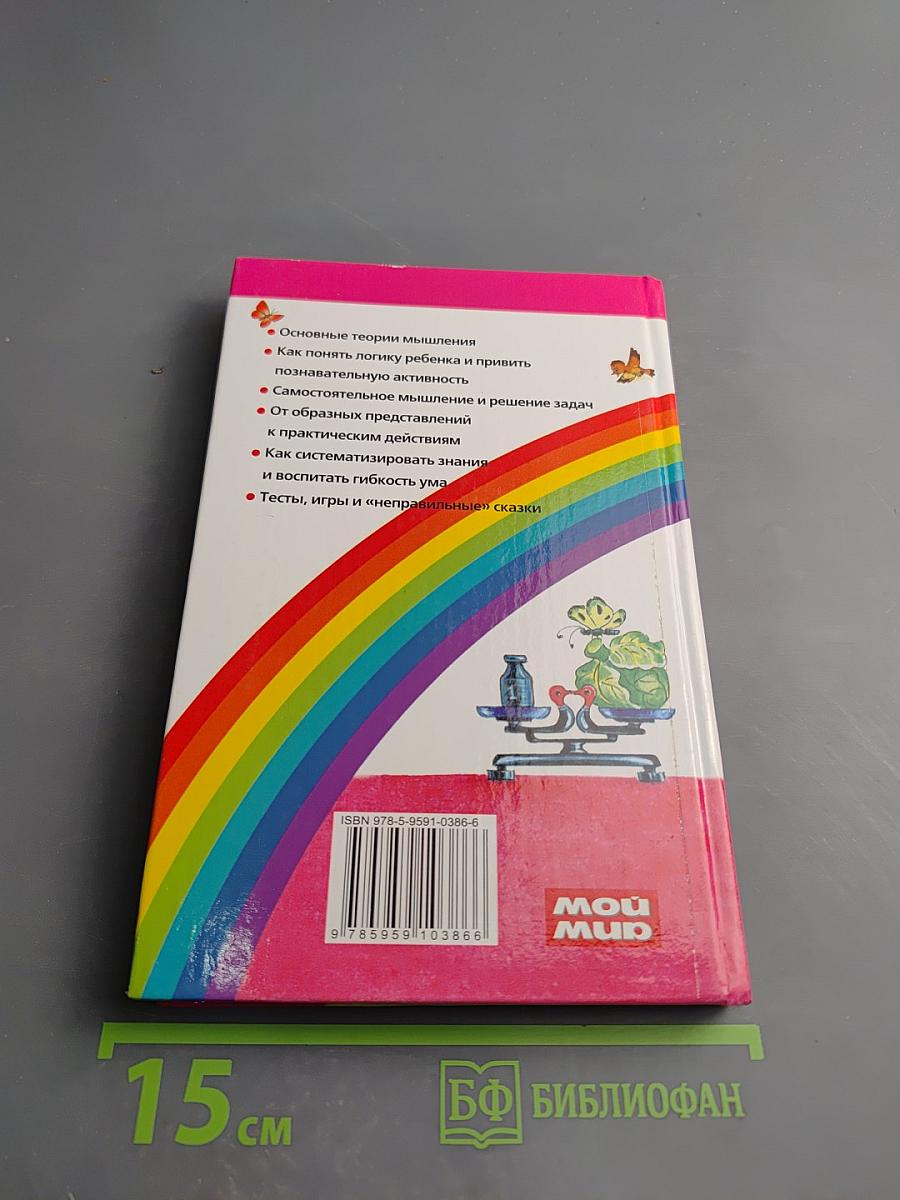 • Основные теории мышления
• Как понять логику ребенка и привить
познавательную активность
• Самостоятельное мышление и решение задач
• От образных представлений
к практическим действиям
• Как систематизировать знания
и воспитать гибкость ума
• Тесты, игры и «неправильные» сказки
1
ISBN 978-5-9591-0386-6
9 785959 103866
мой
мир
15 см
БФ БИБЛИОФАН